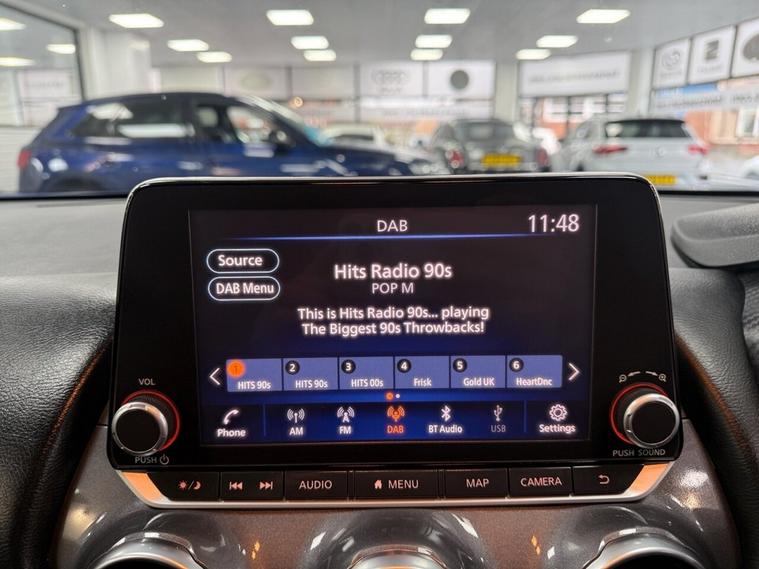 DAB
11:48
Source
DAB Menu
Hits Radio 90s
POP M
This is Hits Radio 90s... playing
The Biggest 90s Throwbacks!
1 HITS 90s
2 HITS 90s
3 HITS 00s
4 Frisk
5 Gold UK
6 HeartDnc
Phone
AM
FM
DAB
BT Audio
USB
Settings
VOL
PUSH
PUSH SOUND
AUDIO
MENU
MAP
CAMERA